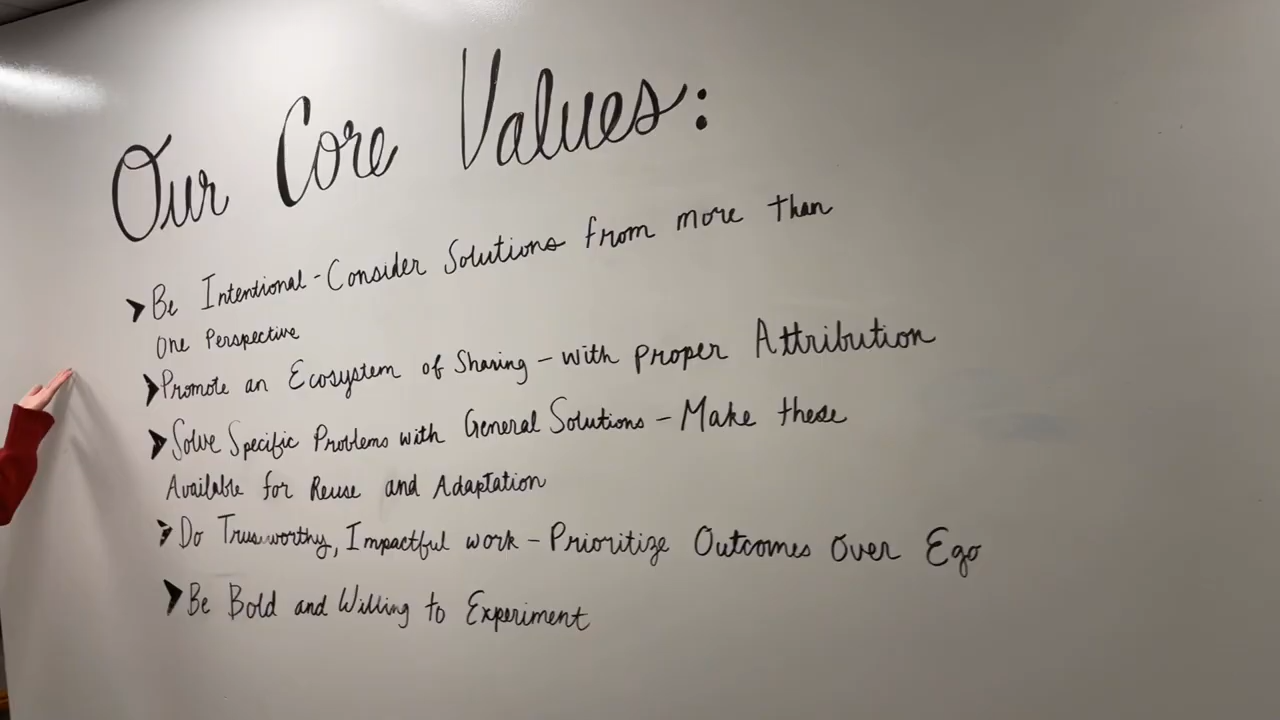 Our Core Values:
➤Be Intentional-Consider Solutions from more than
One Perspective
➤Promote an Ecosystem of Sharing – with proper Attribution
➤Solve Specific Problems with General Solutions – Make these
Available for Reuse and Adaptation
➤Do Trustworthy, Impactful work – Prioritize Outcomes Over Ego
➤Be Bold and Willing to Experiment